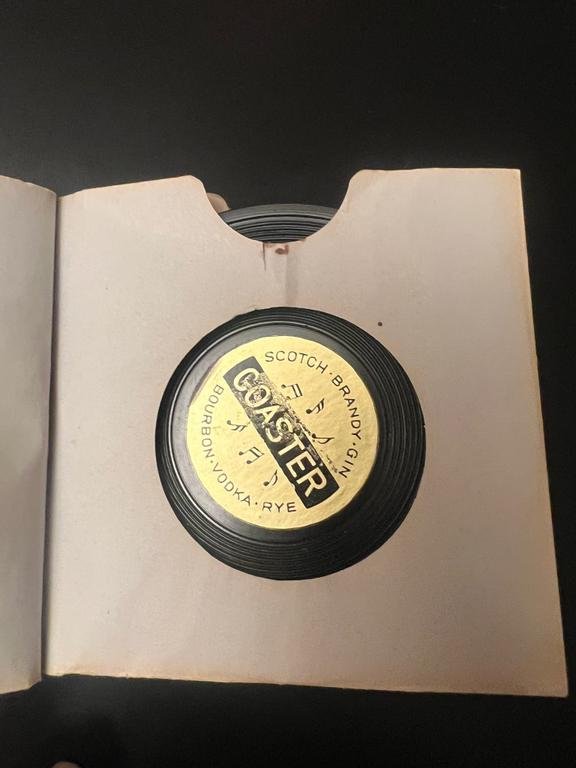 SCOTCH · BRANDY · GIN
COASTER
BOURBON · VODKA · RYE